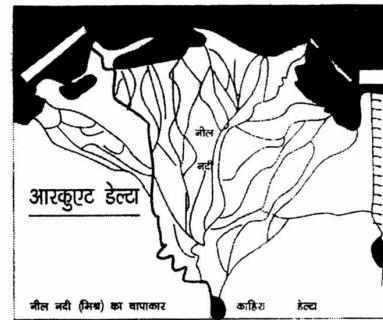 नील
नदी
आरकुएट डेल्टा
नील नदी (मिश्र) का चापाकार काहिरा डेल्टा